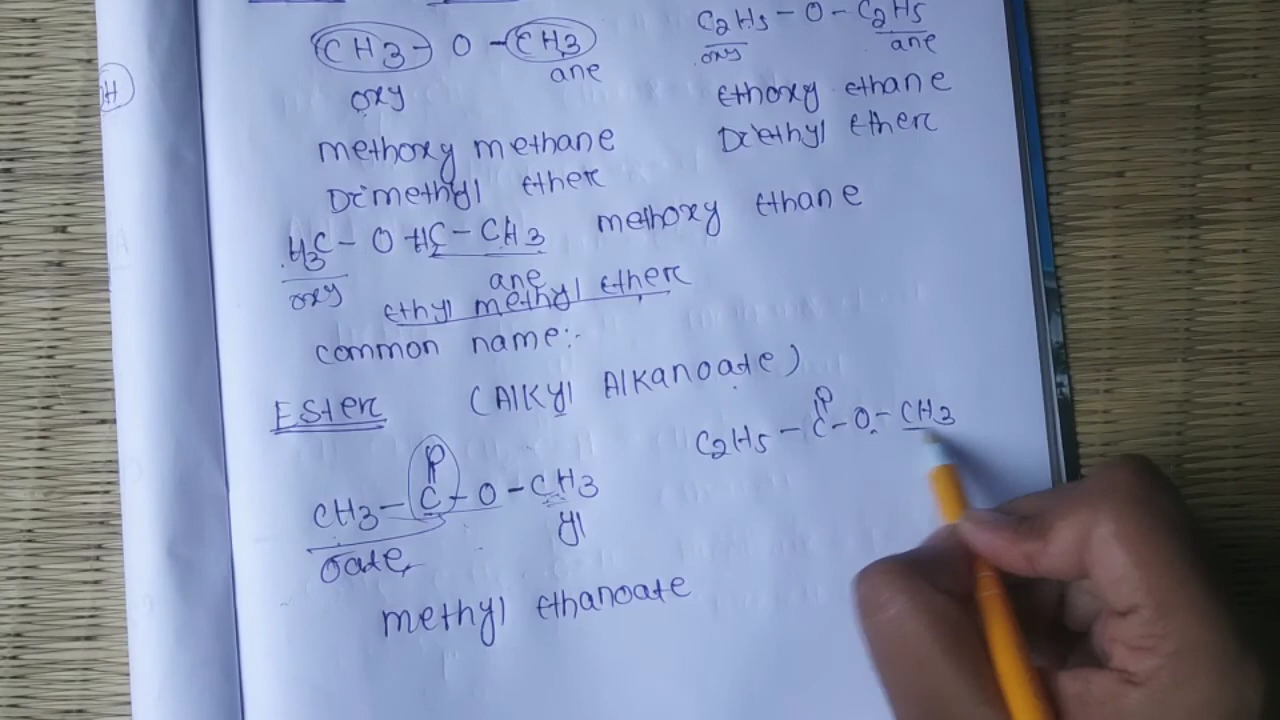 CH3 - O - CH3
oxy ane
methoxy methane
Dimethyl ether
C2H5 - O - C2H5
oxy ane
ethoxy ethane
Diethyl ether
H3C - O HC - CH3 methoxy ethane
oxy ane
ethyl methyl ether
common name:-
Ester (Alkyl Alkanoate)
O
CH3 - C - O - CH3
oate yl
methyl ethanoate
O
C2H5 - C - O - CH3